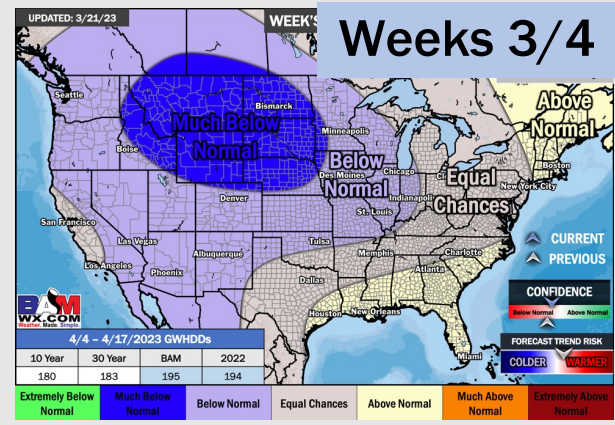 UPDATED: 3/21/23
WEEK'S
Weeks 3/4
Seattle
Bismarck
Above
Normal
Much Below
Normal
Minneapolis
Boise
Below
Normal
Boston
Des Moines
Chicago
Equal
Chances
New York City
Denver
Indianapoli
St. Louis
San Francisco
Las Vegas
Tulsa
CURRENT
Albuquerque
Memphis
Charlotte
PREVIOUS
Los Angeles
Phoenix
Atlanta
Dallas
CONFIDENCE
Below Normal
Above Normal
Houston
New Orleans
BAM
WX.COM
Weather. Made. Simple.
FORECAST TREND RISK
COLDER
WARMER
Miami
4/4 – 4/17/2023 GWHDDs
10 Year 30 Year BAM 2022
180 183 195 194
Extremely Below
Normal
Much Below
Normal
Below Normal
Equal Chances
Above Normal
Much Above
Normal
Extremely Above
Normal